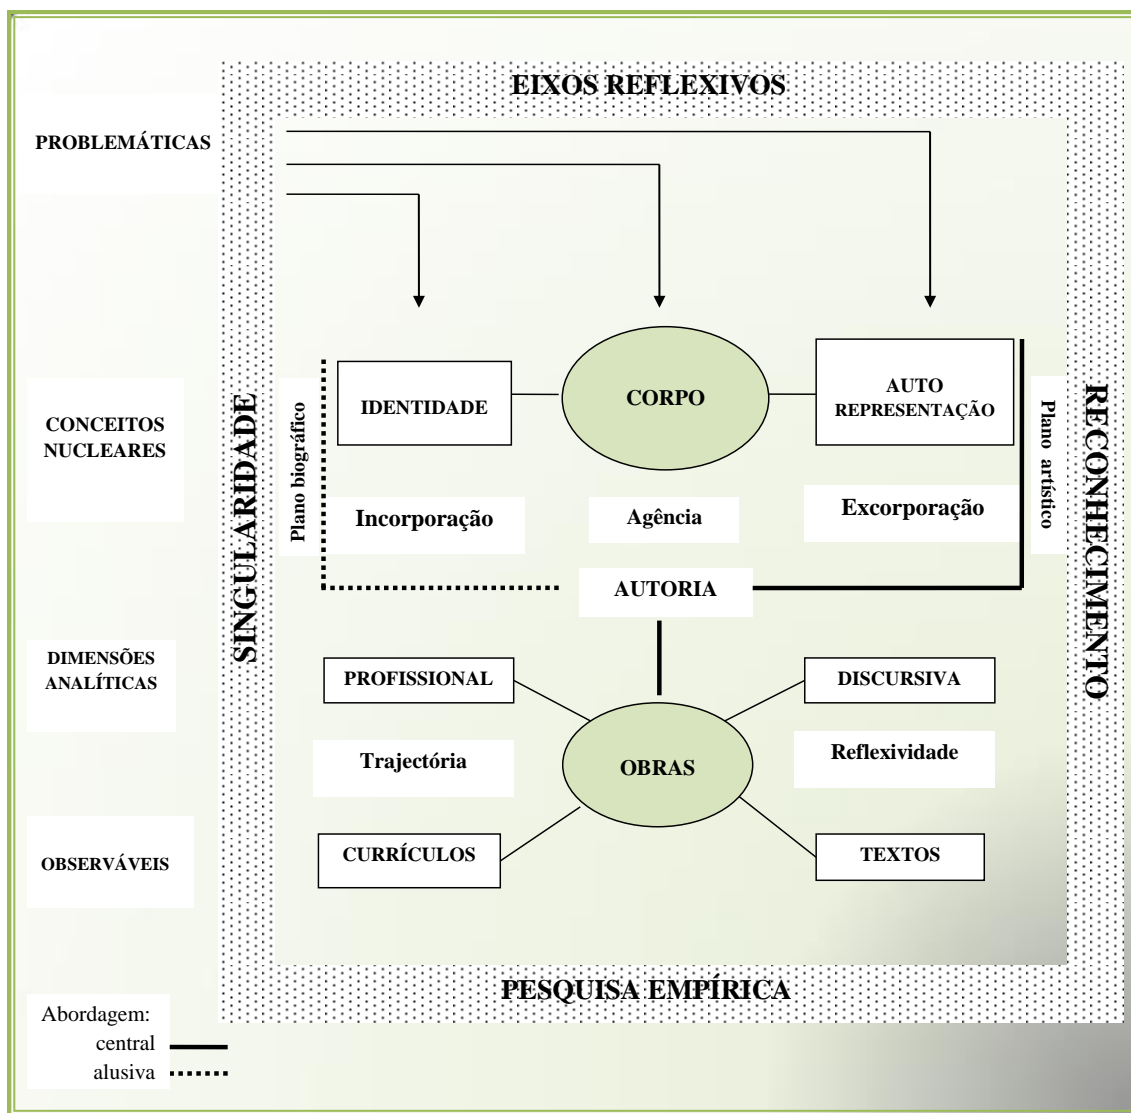 EIXOS REFLEXIVOS
PROBLEMÁTICAS
SINGULARIDADE
RECONHECIMENTO
CONCEITOS
NUCLEARES
Plano biográfico
IDENTIDADE
CORPO
AUTO
REPRESENTAÇÃO
Plano artístico
Incorporação
Agência
Excorporação
AUTORIA
DIMENSÕES
ANALÍTICAS
PROFISSIONAL
DISCURSIVA
Trajectória
OBRAS
Reflexividade
OBSERVÁVEIS
CURRÍCULOS
TEXTOS
PESQUISA EMPÍRICA
Abordagem:
central
alusiva